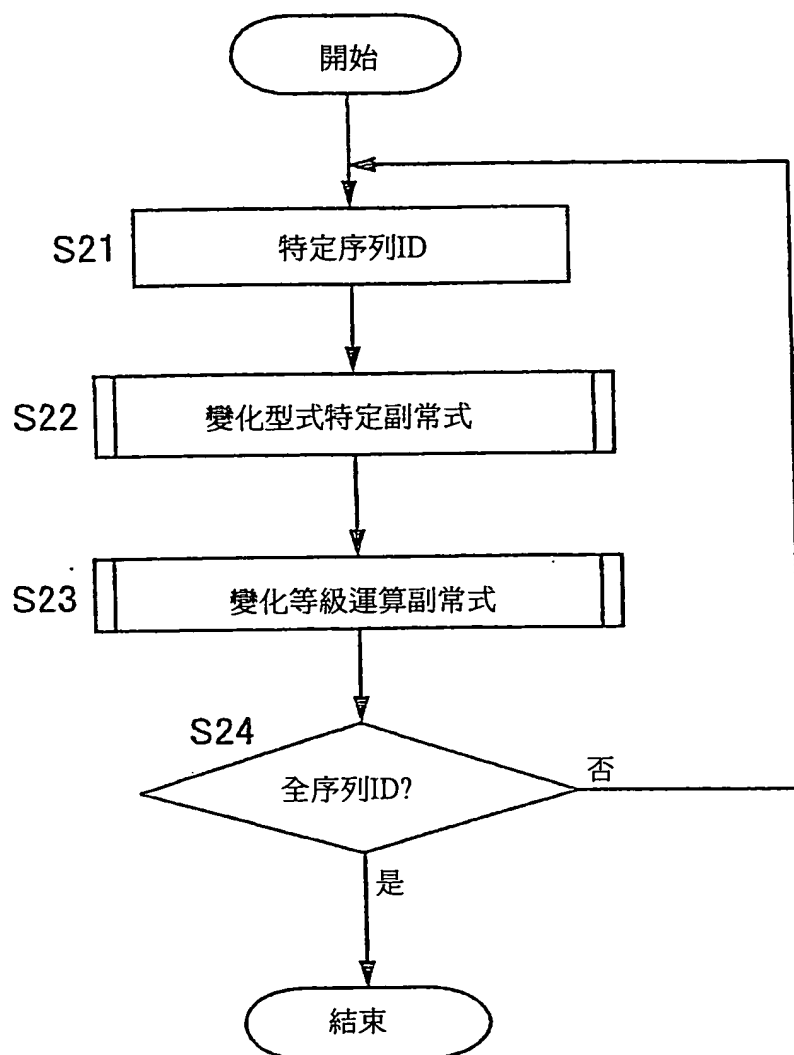 開始
S21
特定序列ID
S22
變化型式特定副常式
S23
變化等級運算副常式
S24
全序列ID?
否
是
結束